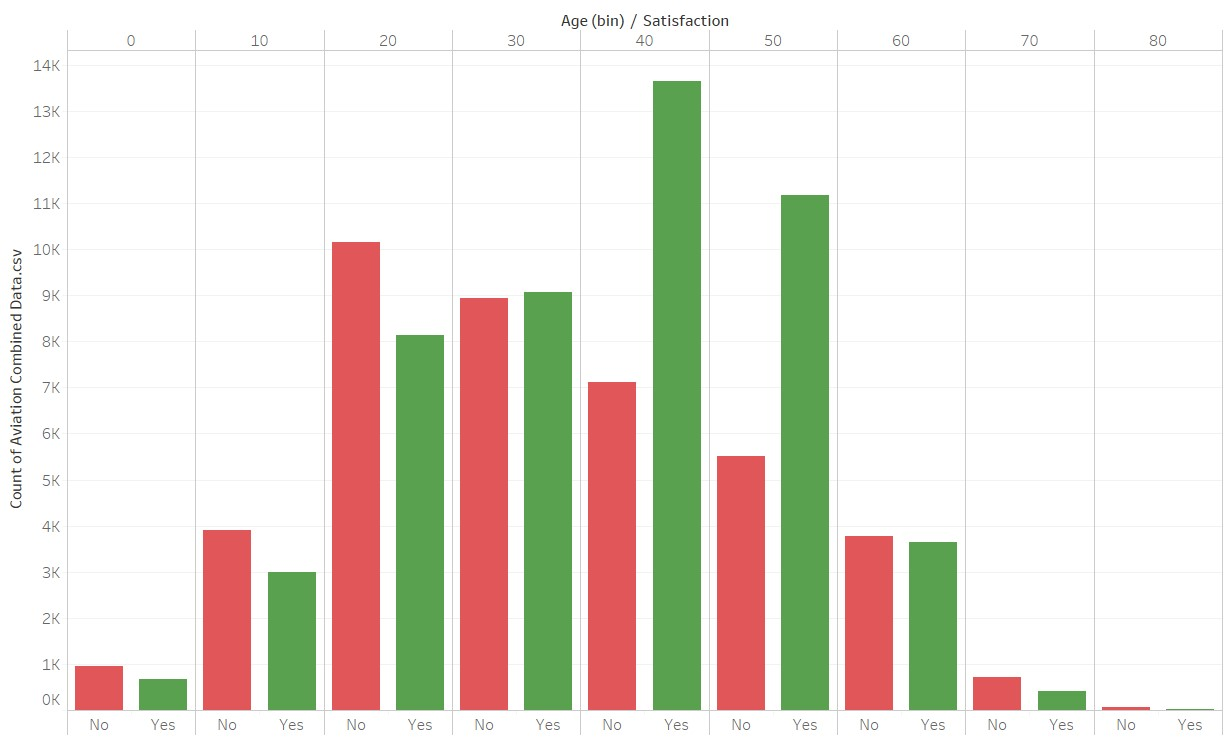 Age (bin) / Satisfaction
0 10 20 30 40 50 60 70 80
14K
13K
12K
11K
10K
9K
8K
7K
6K
5K
4K
3K
2K
1K
0K
Count of Aviation Combined Data.csv
No Yes No Yes No Yes No Yes No Yes No Yes No Yes No Yes No Yes